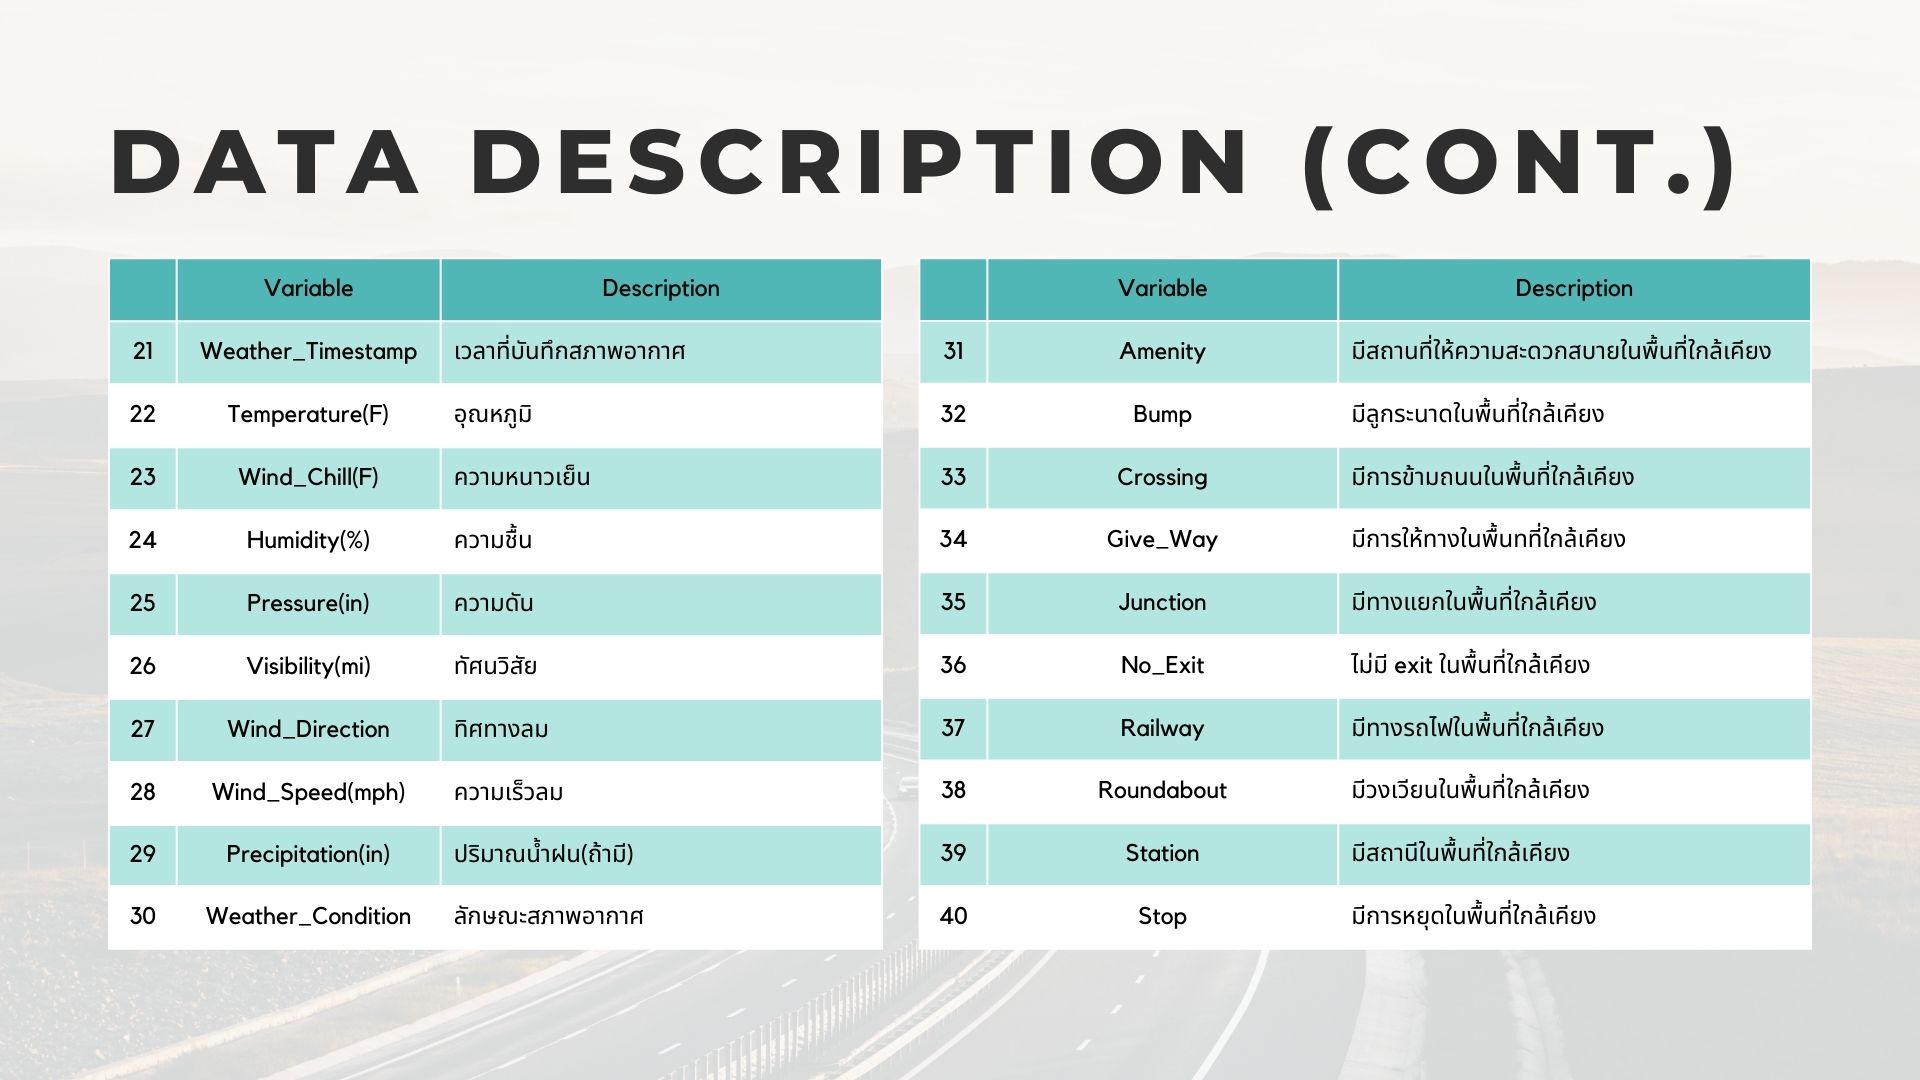 DATA DESCRIPTION (CONT.)
Variable Description
21 Weather_Timestamp เวลาที่บันทึกสภาพอากาศ
22 Temperature(F) อุณหภูมิ
23 Wind_Chill(F) ความหนาวเย็น
24 Humidity(%) ความชื้น
25 Pressure(in) ความดัน
26 Visibility(mi) ทัศนวิสัย
27 Wind_Direction ทิศทางลม
28 Wind_Speed(mph) ความเร็วลม
29 Precipitation(in) ปริมาณน้ำฝน(ถ้ามี)
30 Weather_Condition ลักษณะสภาพอากาศ
Variable Description
31 Amenity มีสถานที่ให้ความสะดวกสบายในพื้นที่ใกล้เคียง
32 Bump มีลูกระนาดในพื้นที่ใกล้เคียง
33 Crossing มีการข้ามถนนในพื้นที่ใกล้เคียง
34 Give_Way มีการให้ทางในพื้นทที่ใกล้เคียง
35 Junction มีทางแยกในพื้นที่ใกล้เคียง
36 No_Exit ไม่มี exit ในพื้นที่ใกล้เคียง
37 Railway มีทางรถไฟในพื้นที่ใกล้เคียง
38 Roundabout มีวงเวียนในพื้นที่ใกล้เคียง
39 Station มีสถานีในพื้นที่ใกล้เคียง
40 Stop มีการหยุดในพื้นที่ใกล้เคียง